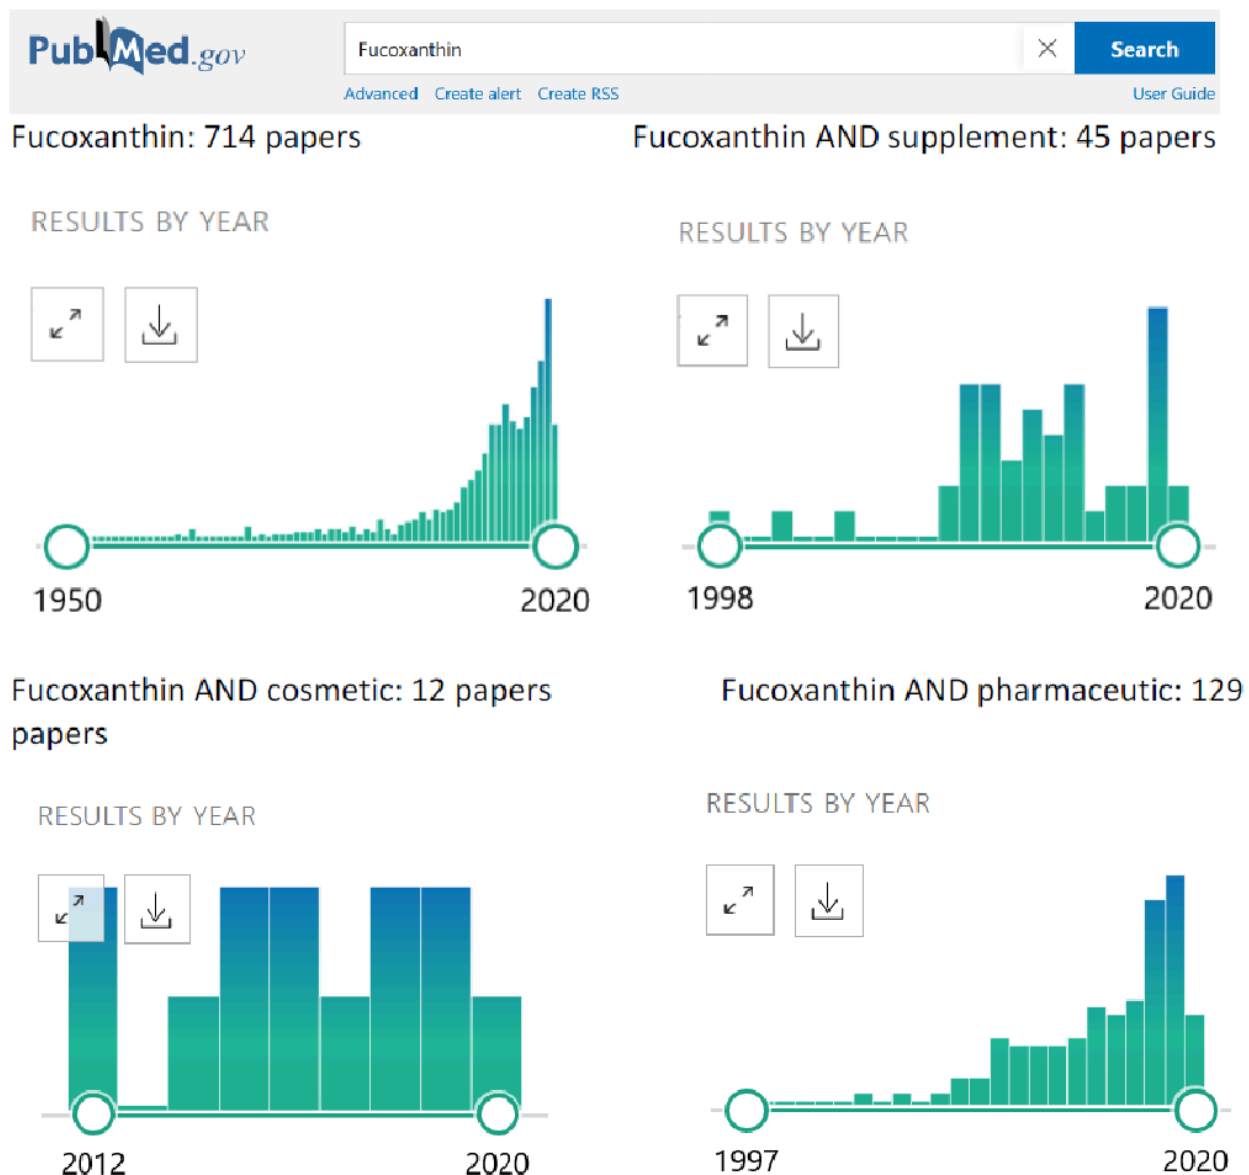 PubMed.gov
Fucoxanthin
Search
Advanced Create alert Create RSS
User Guide
Fucoxanthin: 714 papers
Fucoxanthin AND supplement: 45 papers
RESULTS BY YEAR
RESULTS BY YEAR
1950
2020
1998
2020
Fucoxanthin AND cosmetic: 12 papers
Fucoxanthin AND pharmaceutic: 129
papers
RESULTS BY YEAR
RESULTS BY YEAR
2012
2020
1997
2020